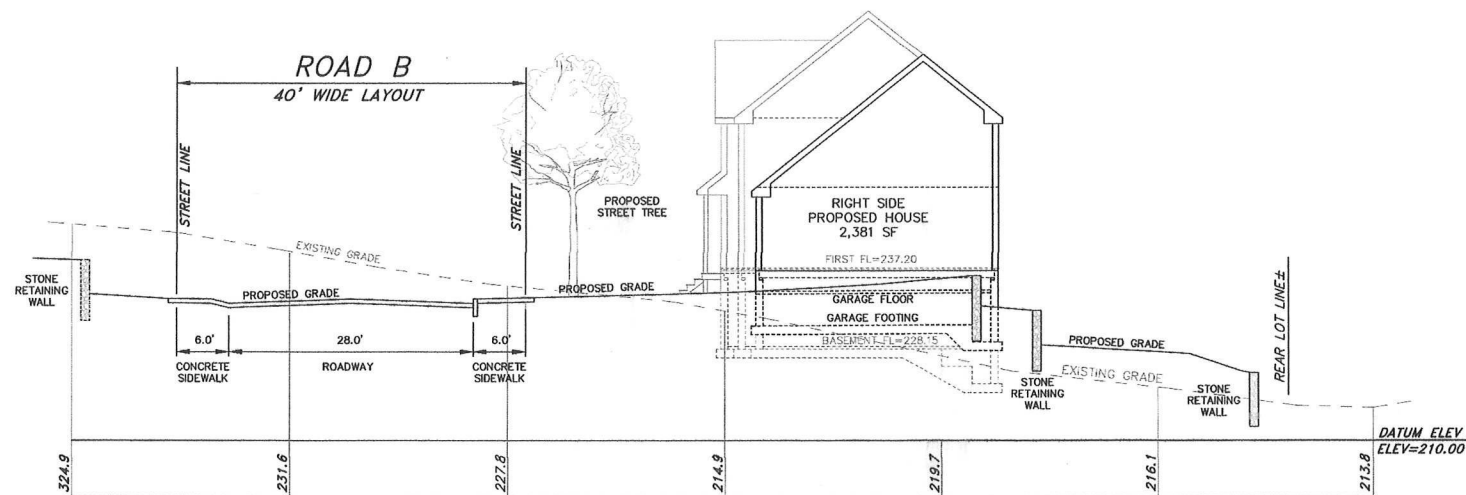 ROAD B
40' WIDE LAYOUT
STREET LINE
STREET LINE
PROPOSED
STREET TREE
RIGHT SIDE
PROPOSED HOUSE
2,381 SF
EXISTING GRADE
FIRST FL=237.20
STONE
RETAINING
WALL
PROPOSED GRADE
PROPOSED GRADE
GARAGE FLOOR
GARAGE FOOTING
BASEMENT FL=228.15
6.0'
28.0'
6.0'
CONCRETE
SIDEWALK
ROADWAY
CONCRETE
SIDEWALK
PROPOSED GRADE
REAR LOT LINE±
EXISTING GRADE
STONE
RETAINING
WALL
STONE
RETAINING
WALL
DATUM ELEV
ELEV=210.00
324.9
231.6
227.8
214.9
219.7
216.1
213.8